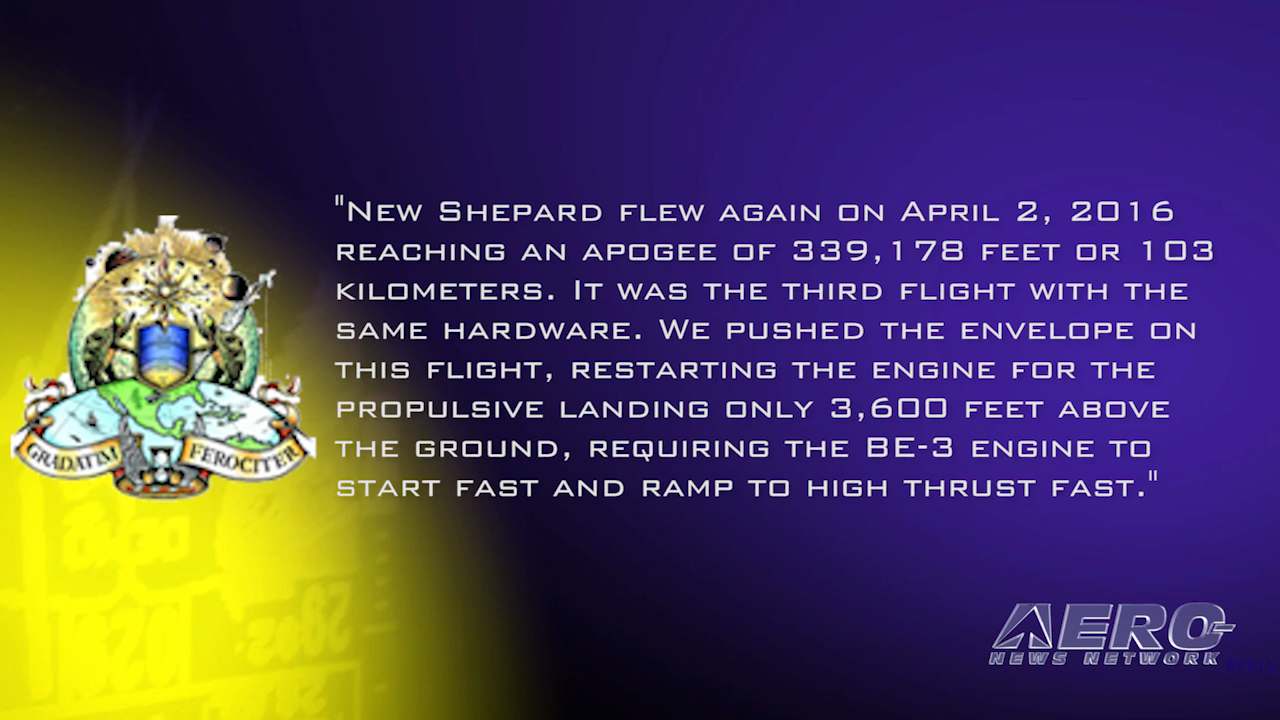 "New Shepard flew again on April 2, 2016
reaching an apogee of 339,178 feet or 103
kilometers. It was the third flight with the
same hardware. We pushed the envelope on
this flight, restarting the engine for the
propulsive landing only 3,600 feet above
the ground, requiring the BE-3 engine to
start fast and ramp to high thrust fast."
GRADATIM FEROCITER
AERO
NEWS NETWORK